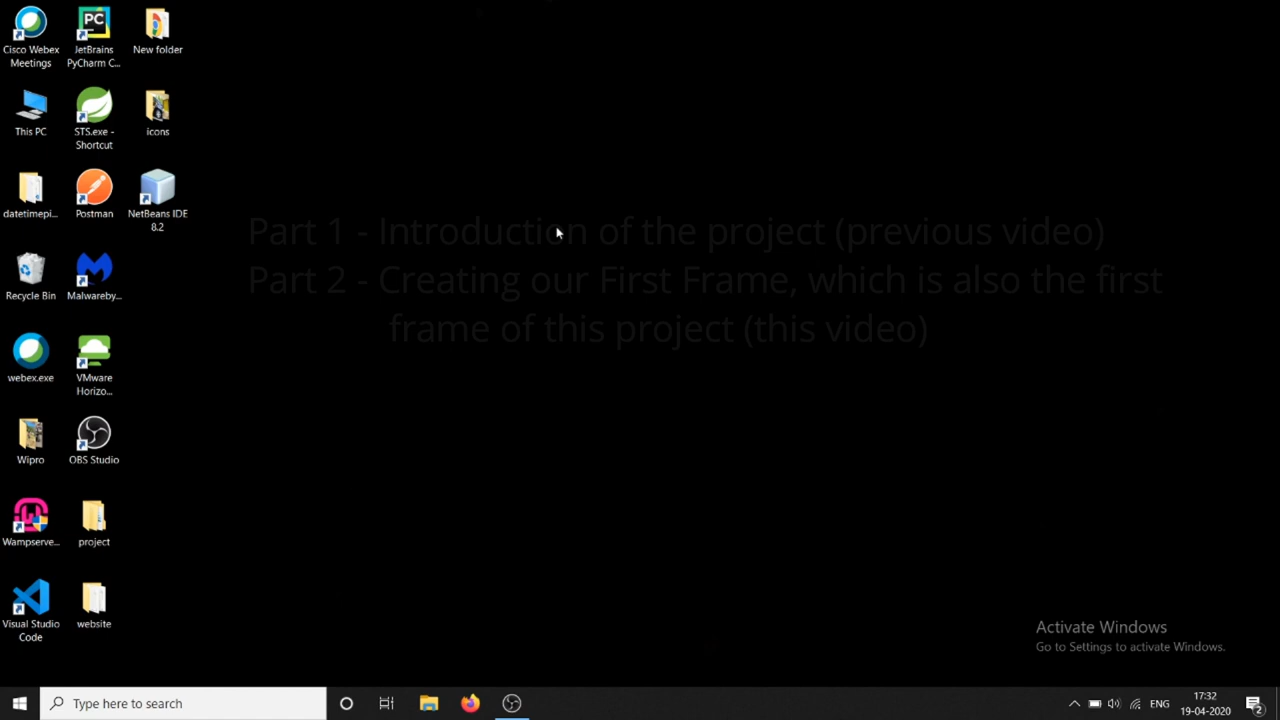 Cisco Webex
Meetings
JetBrains
PyCharm C...
New folder
This PC
STS.exe -
Shortcut
icons
datetimepi...
Postman
NetBeans IDE
8.2
Recycle Bin
Malwareby...
webex.exe
VMware
Horizo...
Wipro
OBS Studio
Wampserve...
project
Visual Studio
Code
website
Part 1 - Introduction of the project (previous video)
Part 2 - Creating our First Frame, which is also the first
frame of this project (this video)
Activate Windows
Go to Settings to activate Windows.
Type here to search
ENG
17:32
19-04-2020
2
PC